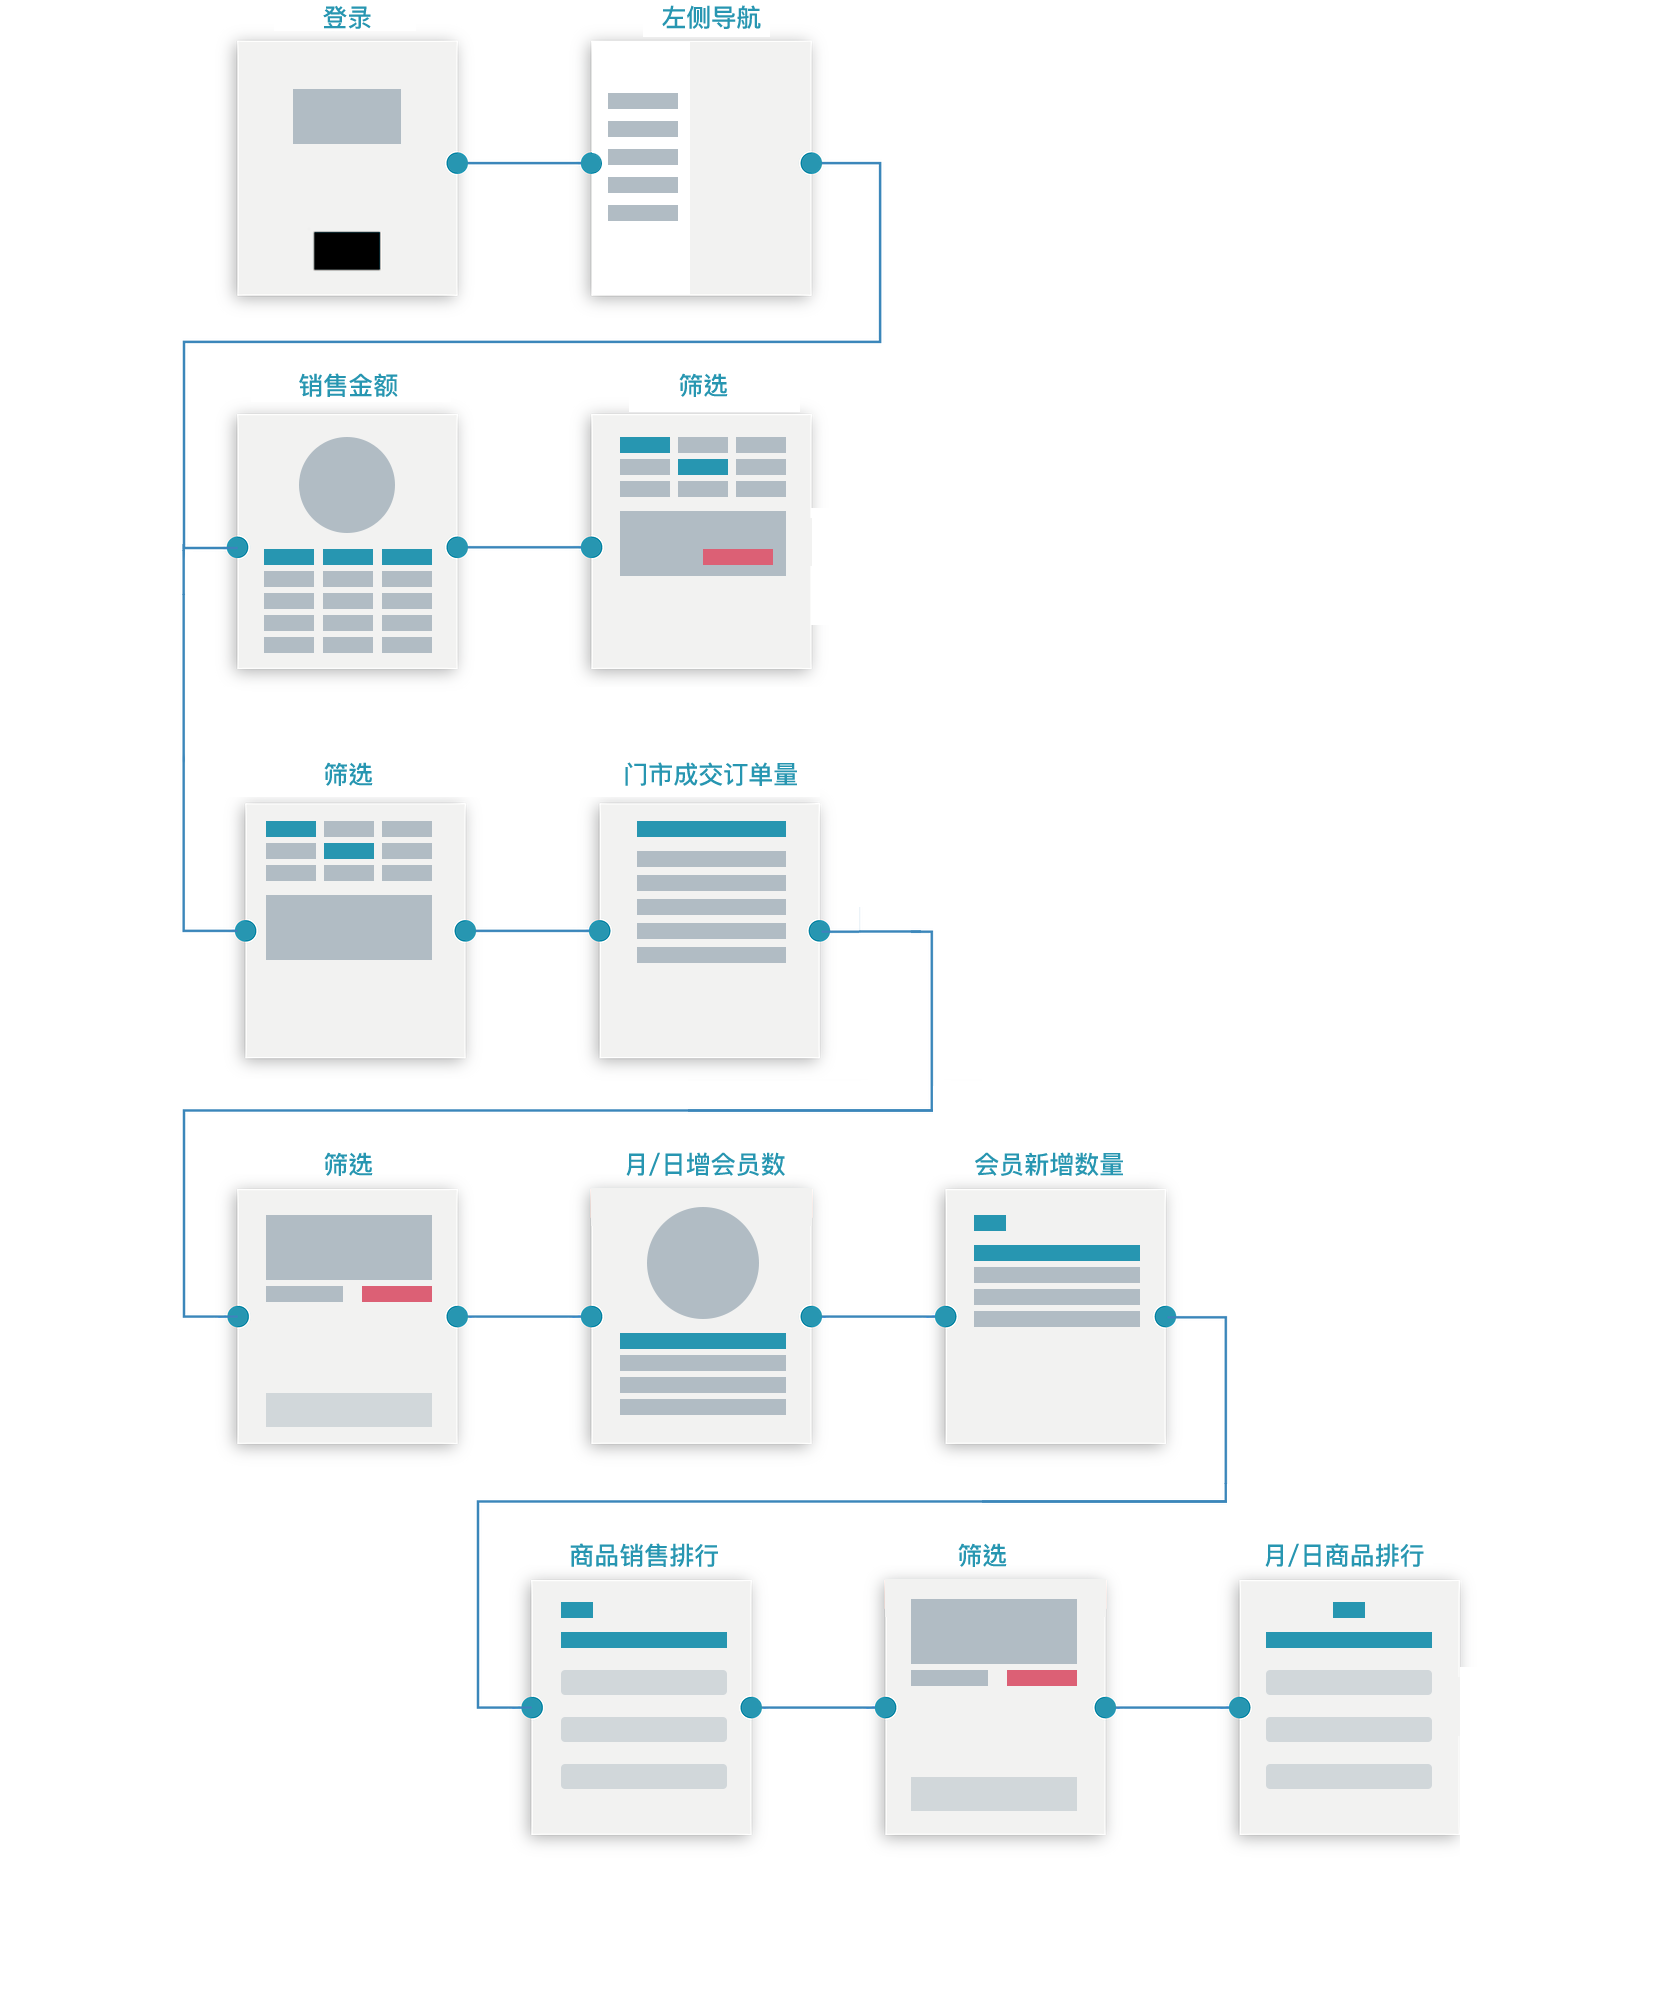 登录
左侧导航
销售金额
筛选
筛选
门市成交订单量
筛选
月/日增会员数
会员新增数量
商品销售排行
筛选
月/日商品排行